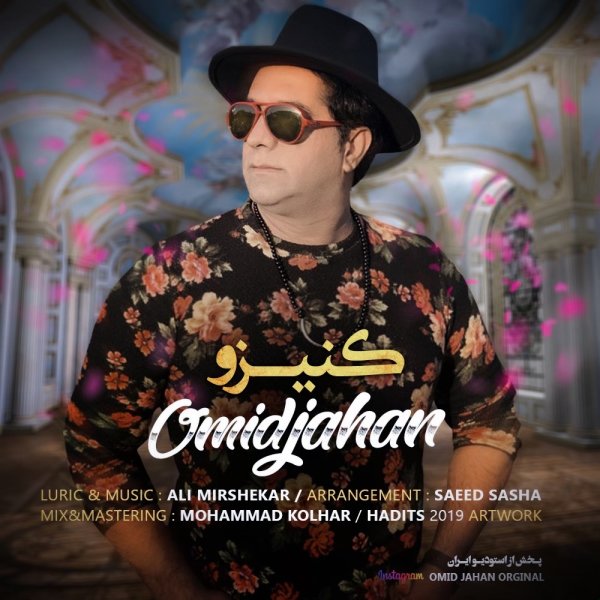 کنیزو
Omidjahan
LURIC & MUSIC : ALI MIRSHEKAR / ARRANGEMENT : SAEED SASHA
MIX&MASTERING : MOHAMMAD KOLHAR / HADITS 2019 ARTWORK
پخش از استودیو ایران
Instagram OMID JAHAN ORGINAL